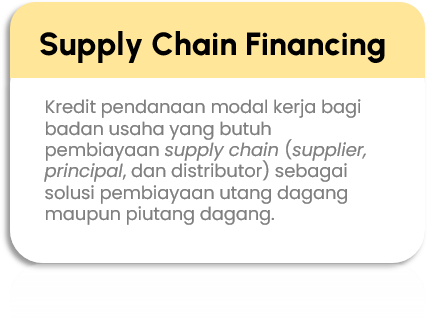 Supply Chain Financing
Kredit pendanaan modal kerja bagi
badan usaha yang butuh
pembiayaan supply chain (supplier,
principal, dan distributor) sebagai
solusi pembiayaan utang dagang
maupun piutang dagang.